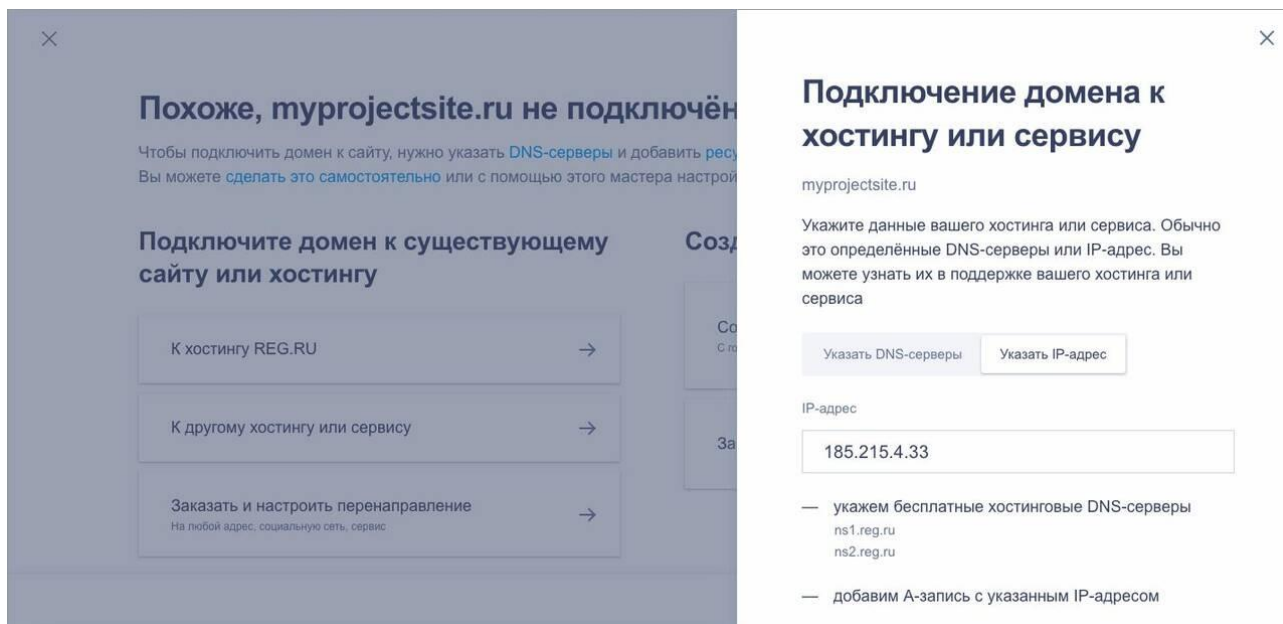 Похоже, myprojectsite.ru не подключён
Чтобы подключить домен к сайту, нужно указать DNS-серверы и добавить ресу
Вы можете сделать это самостоятельно или с помощью этого мастера настрой
Подключите домен к существующему
сайту или хостингу
К хостингу REG.RU
К другому хостингу или сервису
Заказать и настроить перенаправление
На любой адрес, социальную сеть, сервис
Созд
Со
С го
За
Подключение домена к
хостингу или сервису
myprojectsite.ru
Укажите данные вашего хостинга или сервиса. Обычно
это определённые DNS-серверы или IP-адрес. Вы
можете узнать их в поддержке вашего хостинга или
сервиса
Указать DNS-серверы Указать IP-адрес
IP-адрес
185.215.4.33
— укажем бесплатные хостинговые DNS-серверы
ns1.reg.ru
ns2.reg.ru
— добавим А-запись с указанным IP-адресом